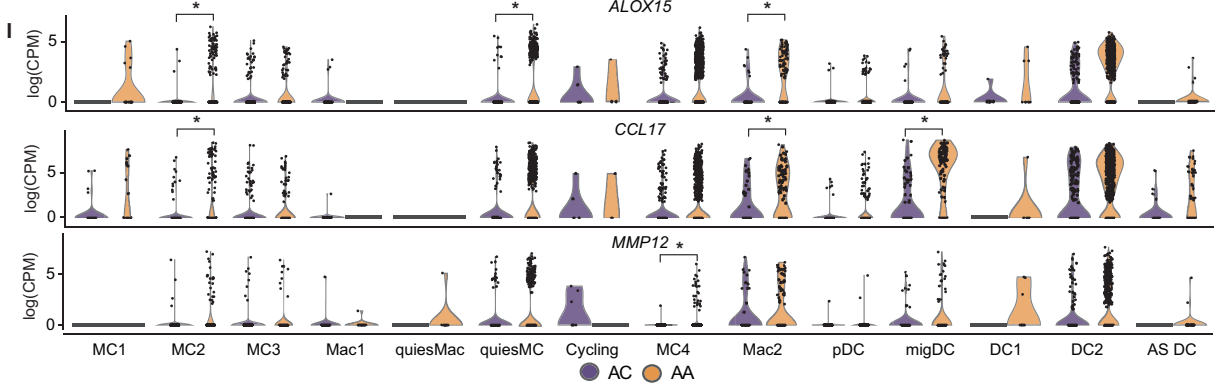 I
ALOX15
* * *
log(CPM)
5
0
CCL17
* * *
log(CPM)
5
0
MMP12
*
log(CPM)
5
0
MC1 MC2 MC3 Mac1 quiesMac quiesMC Cycling MC4 Mac2 pDC migDC DC1 DC2 AS DC
AC AA